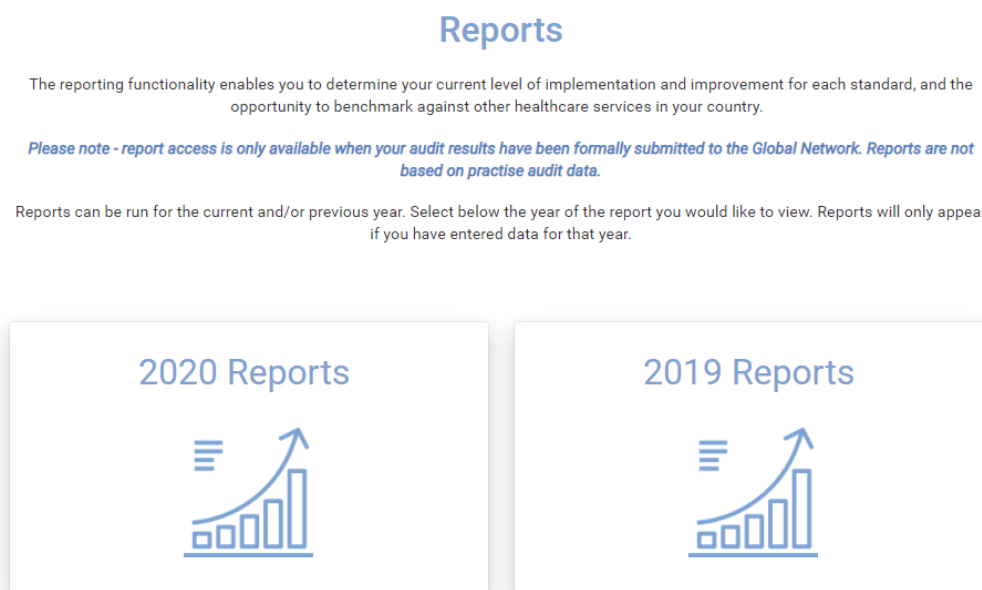 Reports
The reporting functionality enables you to determine your current level of implementation and improvement for each standard, and the
opportunity to benchmark against other healthcare services in your country.
Please note - report access is only available when your audit results have been formally submitted to the Global Network. Reports are not
based on practise audit data.
Reports can be run for the current and/or previous year. Select below the year of the report you would like to view. Reports will only appea
if you have entered data for that year.
2020 Reports
2019 Reports